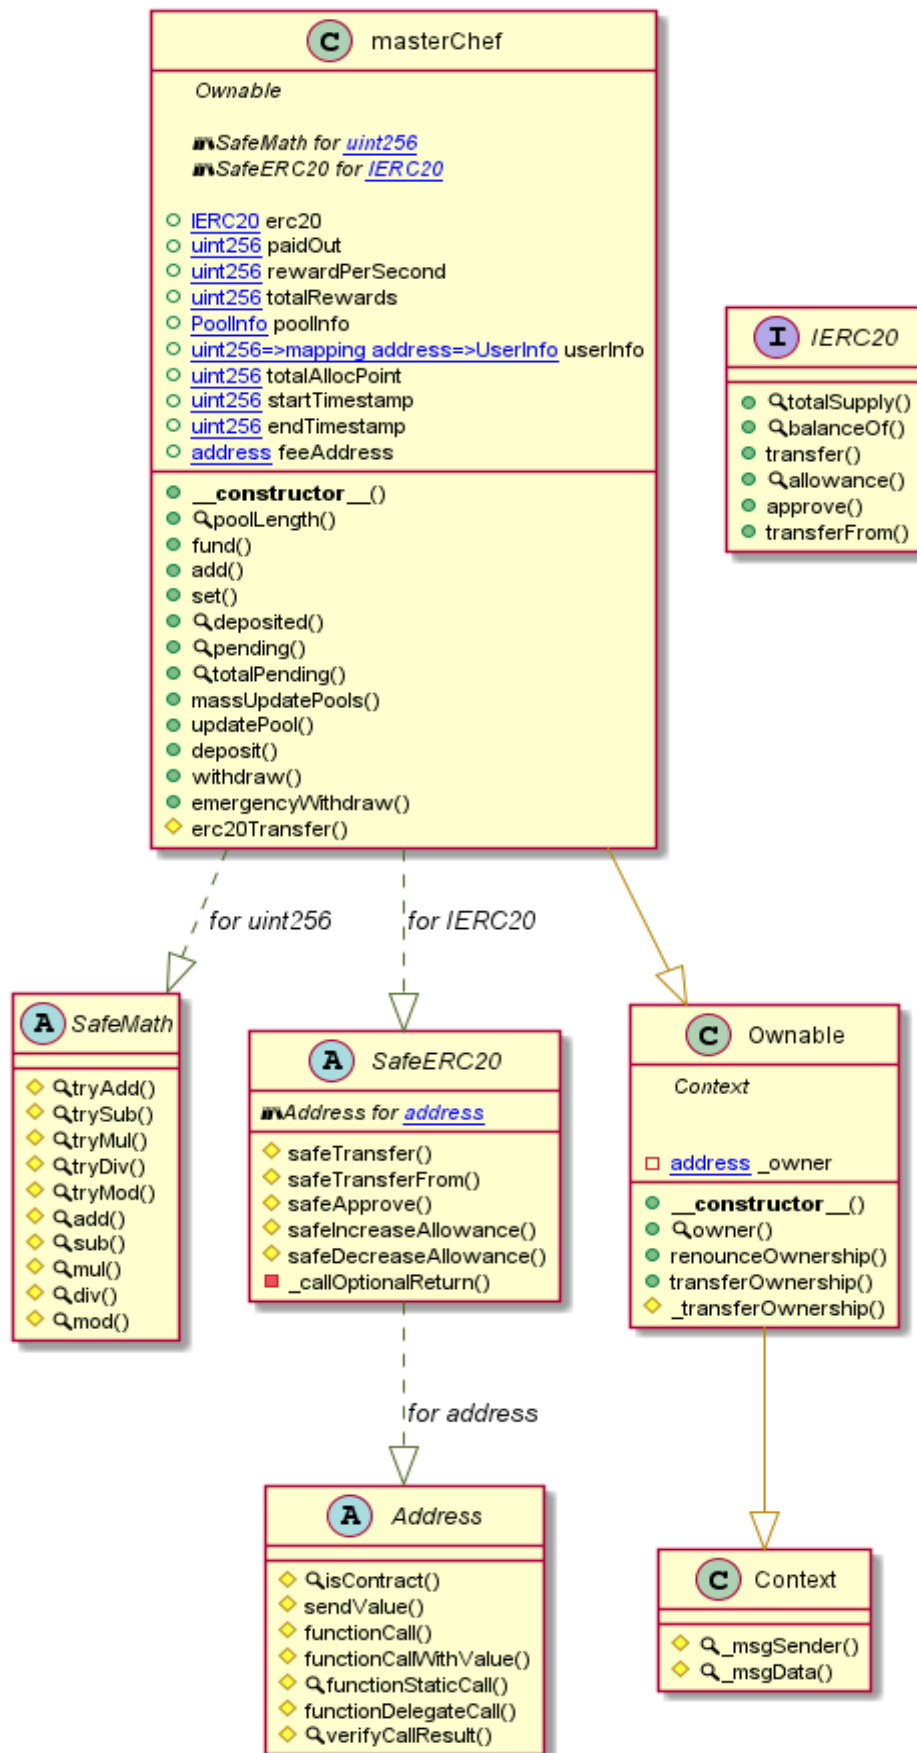 C masterChef
Ownable
SafeMath for uint256
SafeERC20 for IERC20
IERC20 erc20
uint256 paidOut
uint256 rewardPerSecond
uint256 totalRewards
PoolInfo poolInfo
uint256=>mapping address=>UserInfo userInfo
uint256 totalAllocPoint
uint256 startTimestamp
uint256 endTimestamp
address feeAddress
__constructor__()
poolLength()
fund()
add()
set()
deposited()
pending()
totalPending()
massUpdatePools()
updatePool()
deposit()
withdraw()
emergencyWithdraw()
erc20Transfer()
I IERC20
totalSupply()
balanceOf()
transfer()
allowance()
approve()
transferFrom()
for uint256
for IERC20
A SafeMath
tryAdd()
trySub()
tryMul()
tryDiv()
tryMod()
add()
sub()
mul()
div()
mod()
A SafeERC20
Address for address
safeTransfer()
safeTransferFrom()
safeApprove()
safeIncreaseAllowance()
safeDecreaseAllowance()
_callOptionalReturn()
C Ownable
Context
address _owner
__constructor__()
owner()
renounceOwnership()
transferOwnership()
_transferOwnership()
for address
A Address
isContract()
sendValue()
functionCall()
functionCallWithValue()
functionStaticCall()
functionDelegateCall()
verifyCallResult()
C Context
_msgSender()
_msgData()